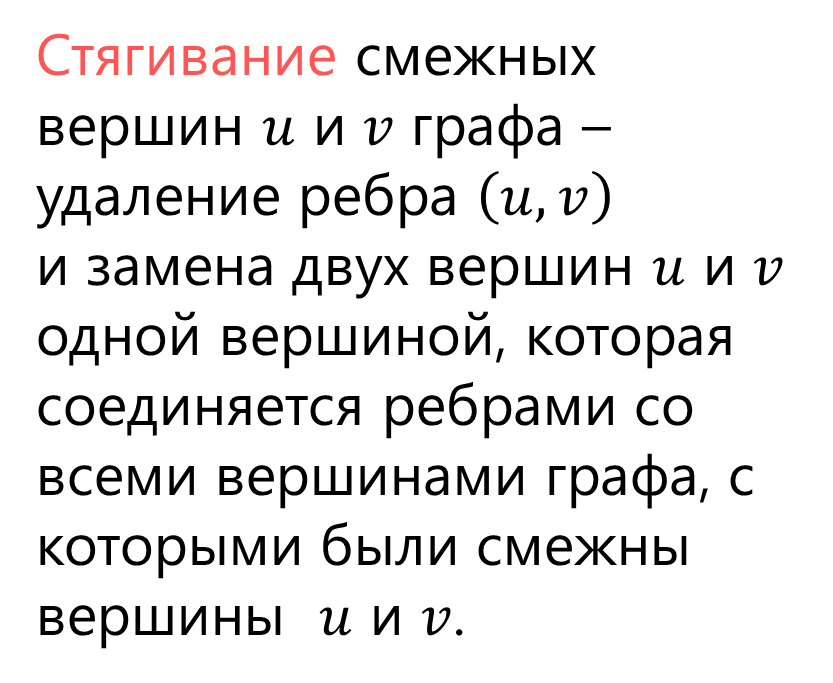 Стягивание смежных
вершин u и v графа –
удаление ребра (u, v)
и замена двух вершин u и v
одной вершиной, которая
соединяется ребрами со
всеми вершинами графа, с
которыми были смежны
вершины u и v.